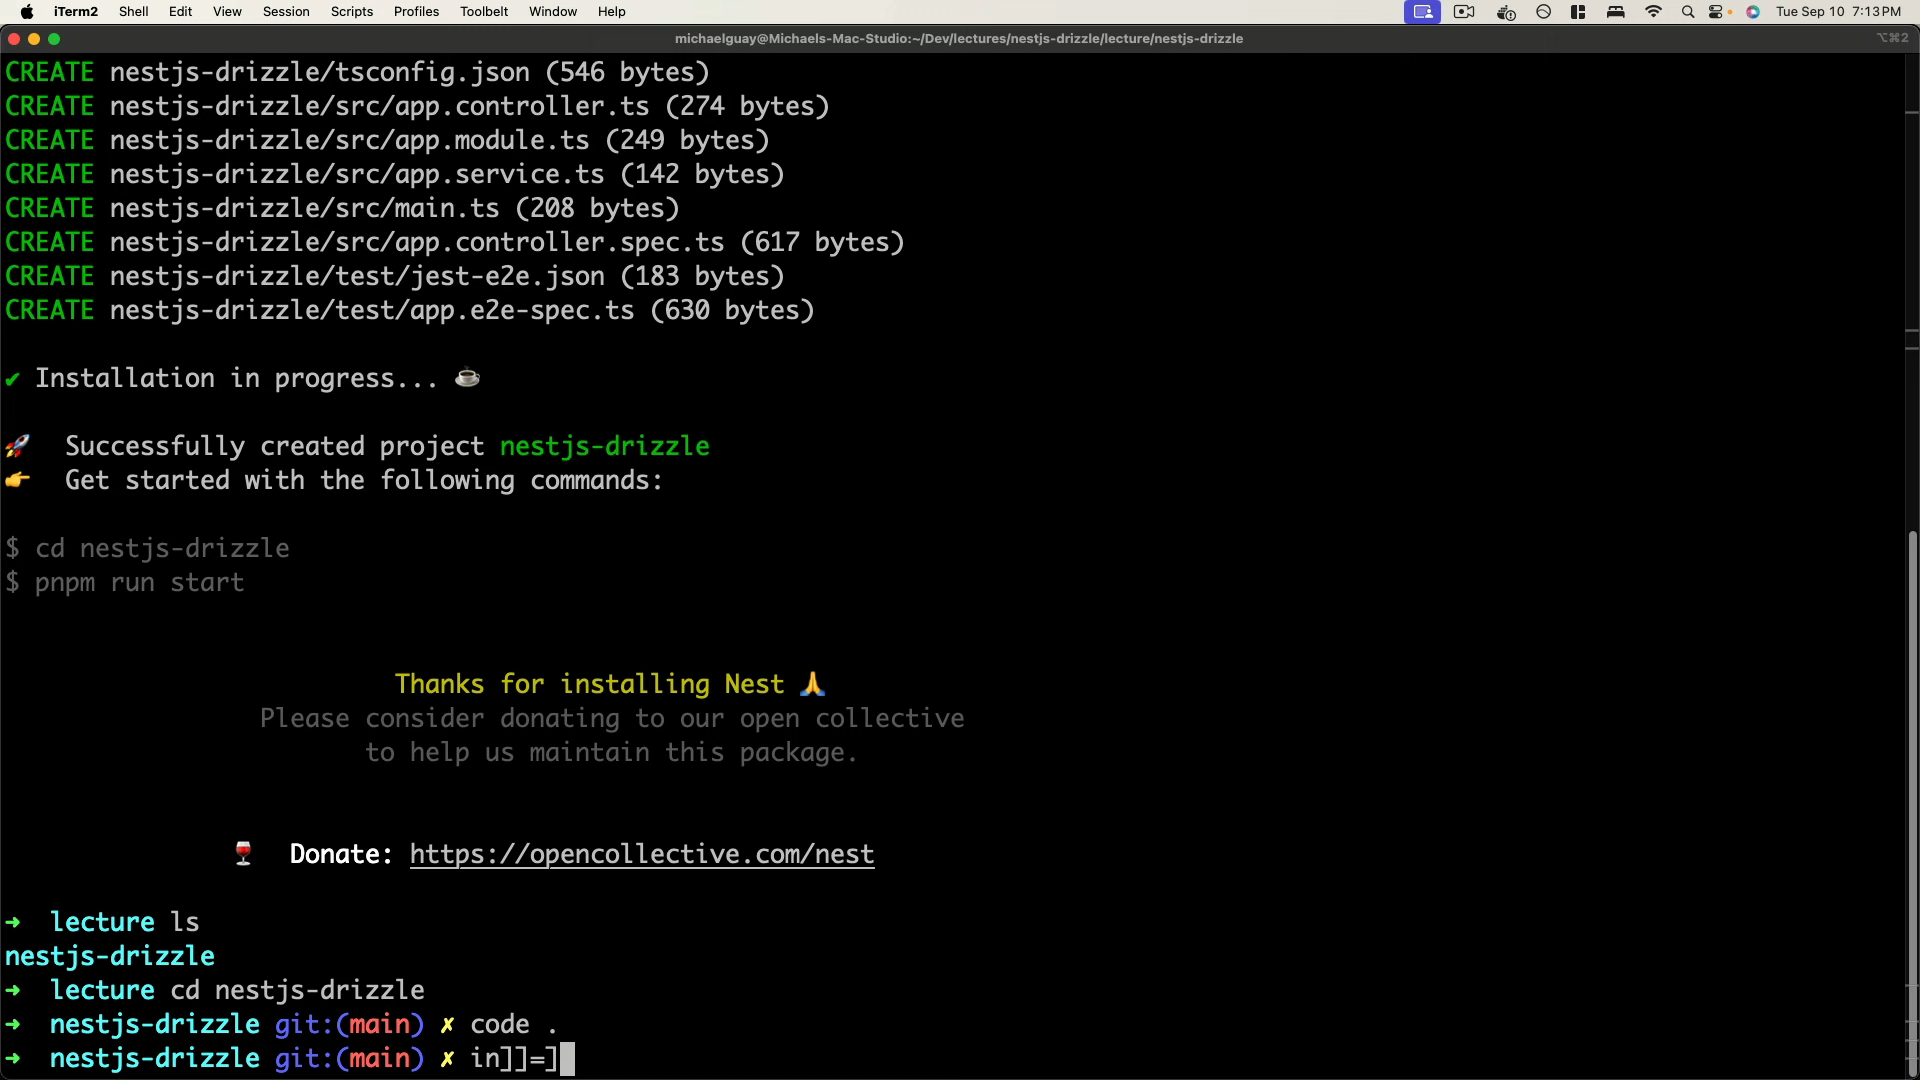 iTerm2 Shell Edit View Session Scripts Profiles Toolbelt Window Help Tue Sep 10 7:13 PM
michaelguay@Michaels-Mac-Studio:~/Dev/lectures/nestjs-drizzle/lecture/nestjs-drizzle ⌥⌘2
CREATE nestjs-drizzle/tsconfig.json (546 bytes)
CREATE nestjs-drizzle/src/app.controller.ts (274 bytes)
CREATE nestjs-drizzle/src/app.module.ts (249 bytes)
CREATE nestjs-drizzle/src/app.service.ts (142 bytes)
CREATE nestjs-drizzle/src/main.ts (208 bytes)
CREATE nestjs-drizzle/src/app.controller.spec.ts (617 bytes)
CREATE nestjs-drizzle/test/jest-e2e.json (183 bytes)
CREATE nestjs-drizzle/test/app.e2e-spec.ts (630 bytes)
✔ Installation in progress... ☕
🚀 Successfully created project nestjs-drizzle
👉 Get started with the following commands:
$ cd nestjs-drizzle
$ pnpm run start
Thanks for installing Nest 🙏
Please consider donating to our open collective
to help us maintain this package.
🍷 Donate: https://opencollective.com/nest
➜ lecture ls
nestjs-drizzle
➜ lecture cd nestjs-drizzle
➜ nestjs-drizzle git:(main) ✗ code .
➜ nestjs-drizzle git:(main) ✗ in]]=]